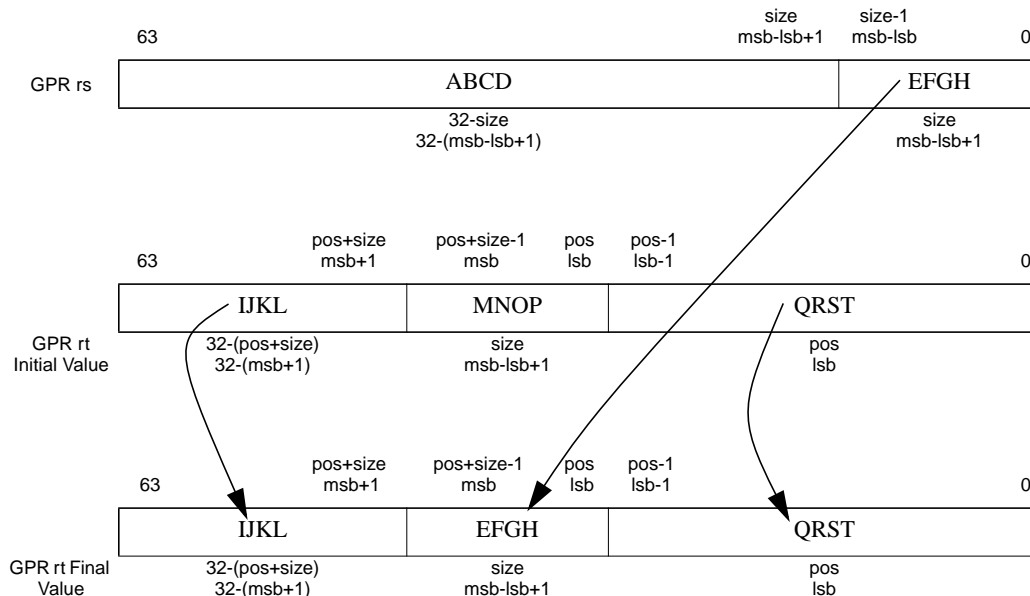 size size-1
63 msb-lsb+1 msb-lsb 0
GPR rs ABCD EFGH
32-size size
32-(msb-lsb+1) msb-lsb+1
pos+size pos+size-1 pos pos-1
63 msb+1 msb lsb lsb-1 0
IJKL MNOP QRST
GPR rt 32-(pos+size) size pos
Initial Value 32-(msb+1) msb-lsb+1 lsb
pos+size pos+size-1 pos pos-1
63 msb+1 msb lsb lsb-1 0
IJKL EFGH QRST
GPR rt Final 32-(pos+size) size pos
Value 32-(msb+1) msb-lsb+1 lsb